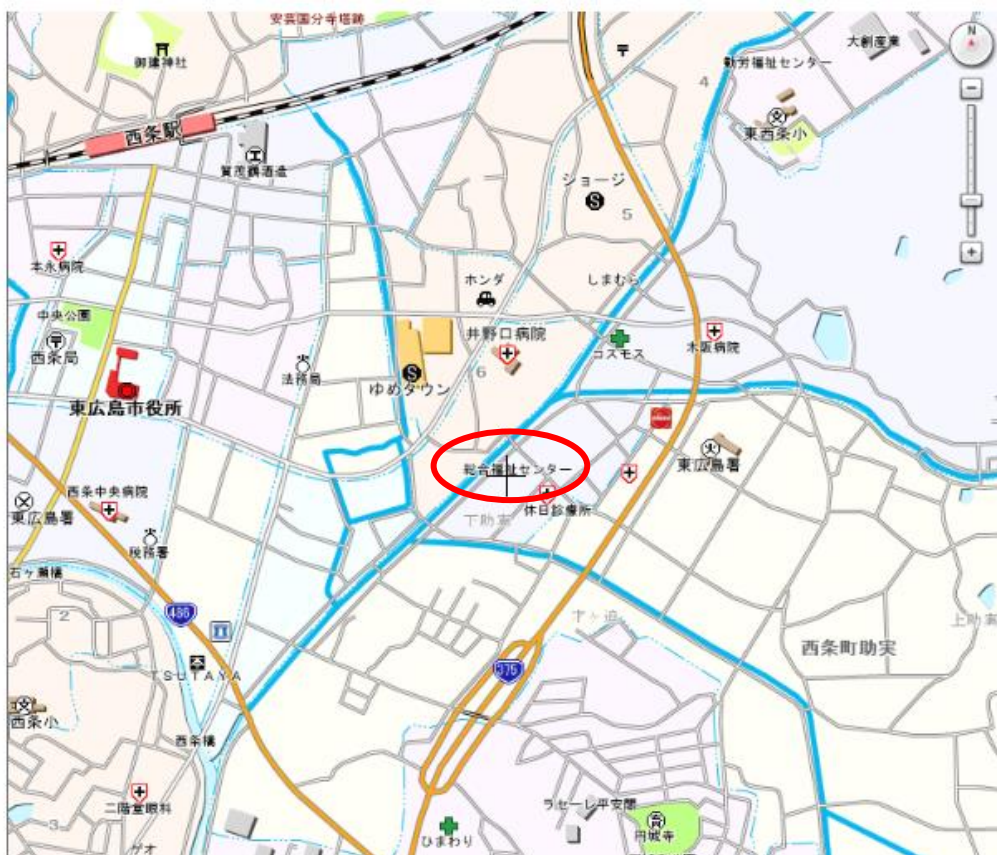 安芸国分寺塔跡
N
御建神社
〒
大創産業
勤労福祉センター
4
西条駅
文
東西条小
賀茂鶴酒造
ショージ
S
5
本永病院
ホンダ
しまむら
中央公園
井野口病院
西条局
コスモス
木阪病院
法務局
S
6
ゆめタウン
東広島市役所
総合福祉センター
火
東広島署
西条中央病院
休日診療所
東広島署
下助実
税務署
石ヶ瀬橋
2
486
上助実
西条町助実
375
TSUTAYA
文
西条小
西条橋
二階堂眼科
ラセーレ平安閣
3
ひまわり
円城寺
ゲオ